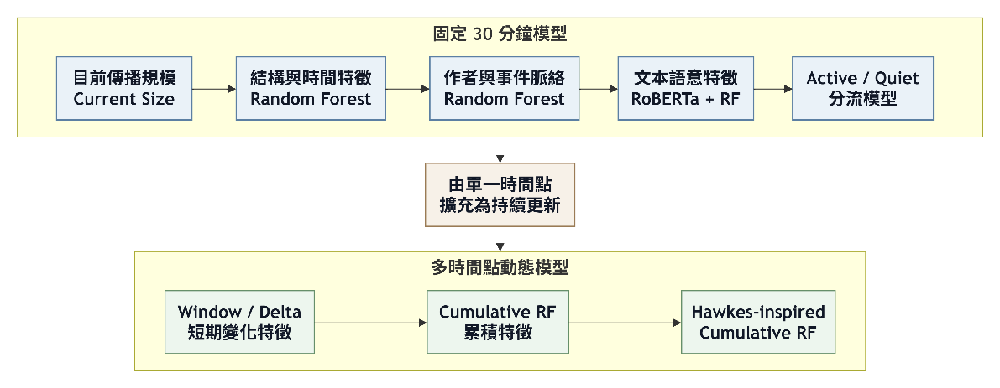 固定 30 分鐘模型
目前傳播規模
Current Size
結構與時間特徵
Random Forest
作者與事件脈絡
Random Forest
文本語意特徵
RoBERTa + RF
Active / Quiet
分流模型
由單一時間點
擴充為持續更新
多時間點動態模型
Window / Delta
短期變化特徵
Cumulative RF
累積特徵
Hawkes-inspired
Cumulative RF